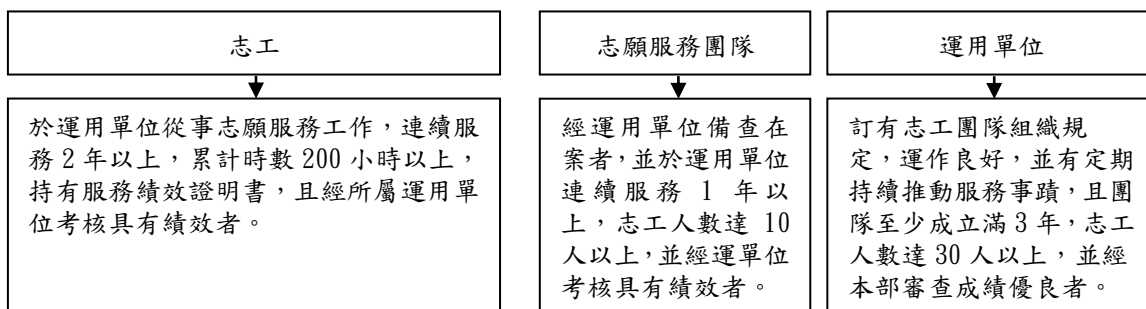 志工
於運用單位從事志願服務工作，連續服
務2年以上，累計時數200小時以上，
持有服務績效證明書，且經所屬運用單
位考核具有績效者。
志願服務團隊
經運用單位備查在
案者，並於運用單位
連續服務 1 年以
上，志工人數達 10
人以上，並經運單位
考核具有績效者。
運用單位
訂有志工團隊組織規
定，運作良好，並有定期
持續推動服務事蹟，且團
隊至少成立滿3年，志工
人數達30人以上，並經
本部審查成績優良者。